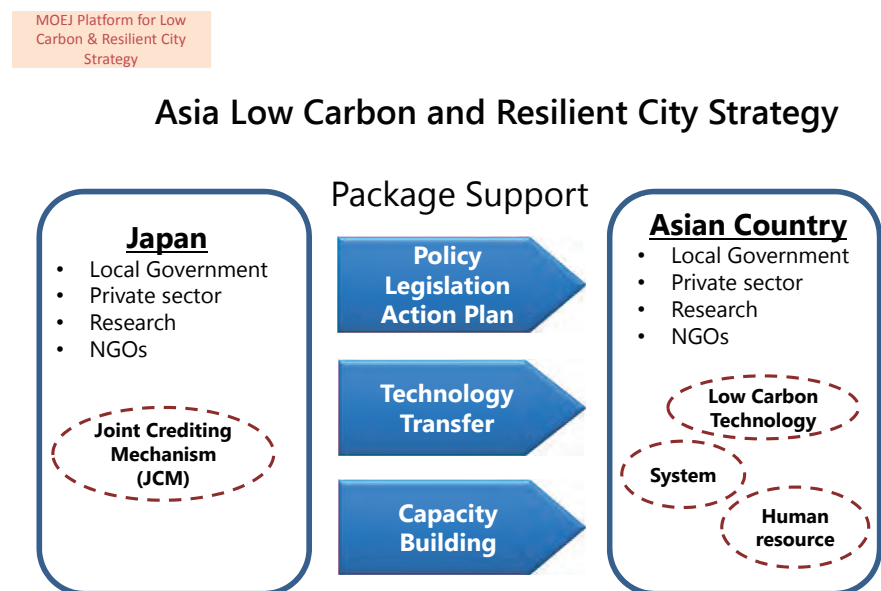 MOEJ Platform for Low
Carbon & Resilient City
Strategy
Asia Low Carbon and Resilient City Strategy
Package Support
Japan
• Local Government
• Private sector
• Research
• NGOs
Joint Crediting
Mechanism
(JCM)
Policy
Legislation
Action Plan
Technology
Transfer
Capacity
Building
Asian Country
• Local Government
• Private sector
• Research
• NGOs
Low Carbon
Technology
System
Human
resource